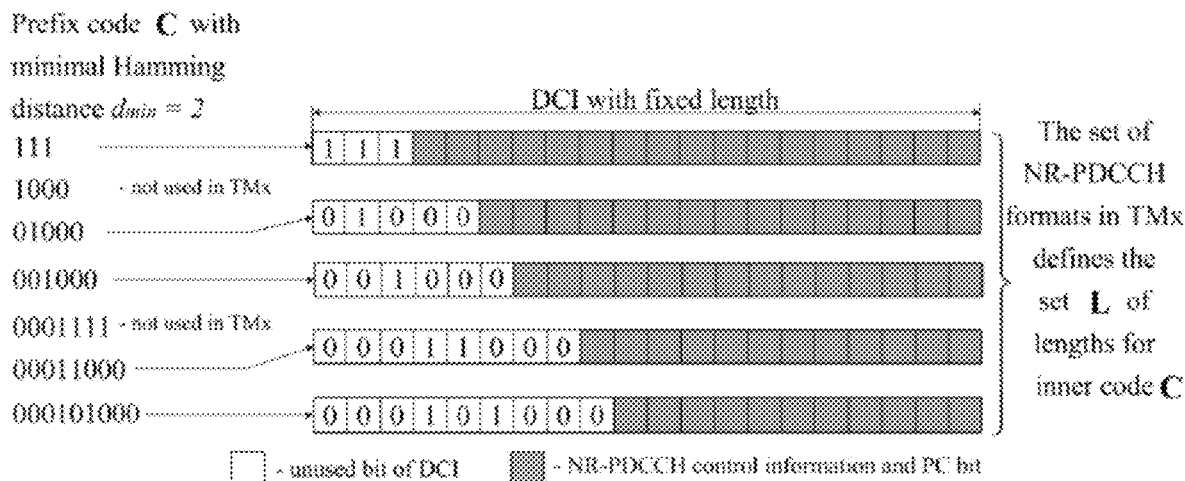 Prefix code C with
minimal Hamming
distance dmin = 2
DCI with fixed length
111
1 1 1
1000 - not used in TMx
01000
0 1 0 0 0
001000
0 0 1 0 0 0
0001111 - not used in TMx
00011000
0 0 0 1 1 0 0 0
000101000
0 0 0 1 0 1 0 0 0
The set of
NR-PDCCH
formats in TMx
defines the
set L of
lengths for
inner code C
- unused bit of DCI
- NR-PDCCH control information and PC bit